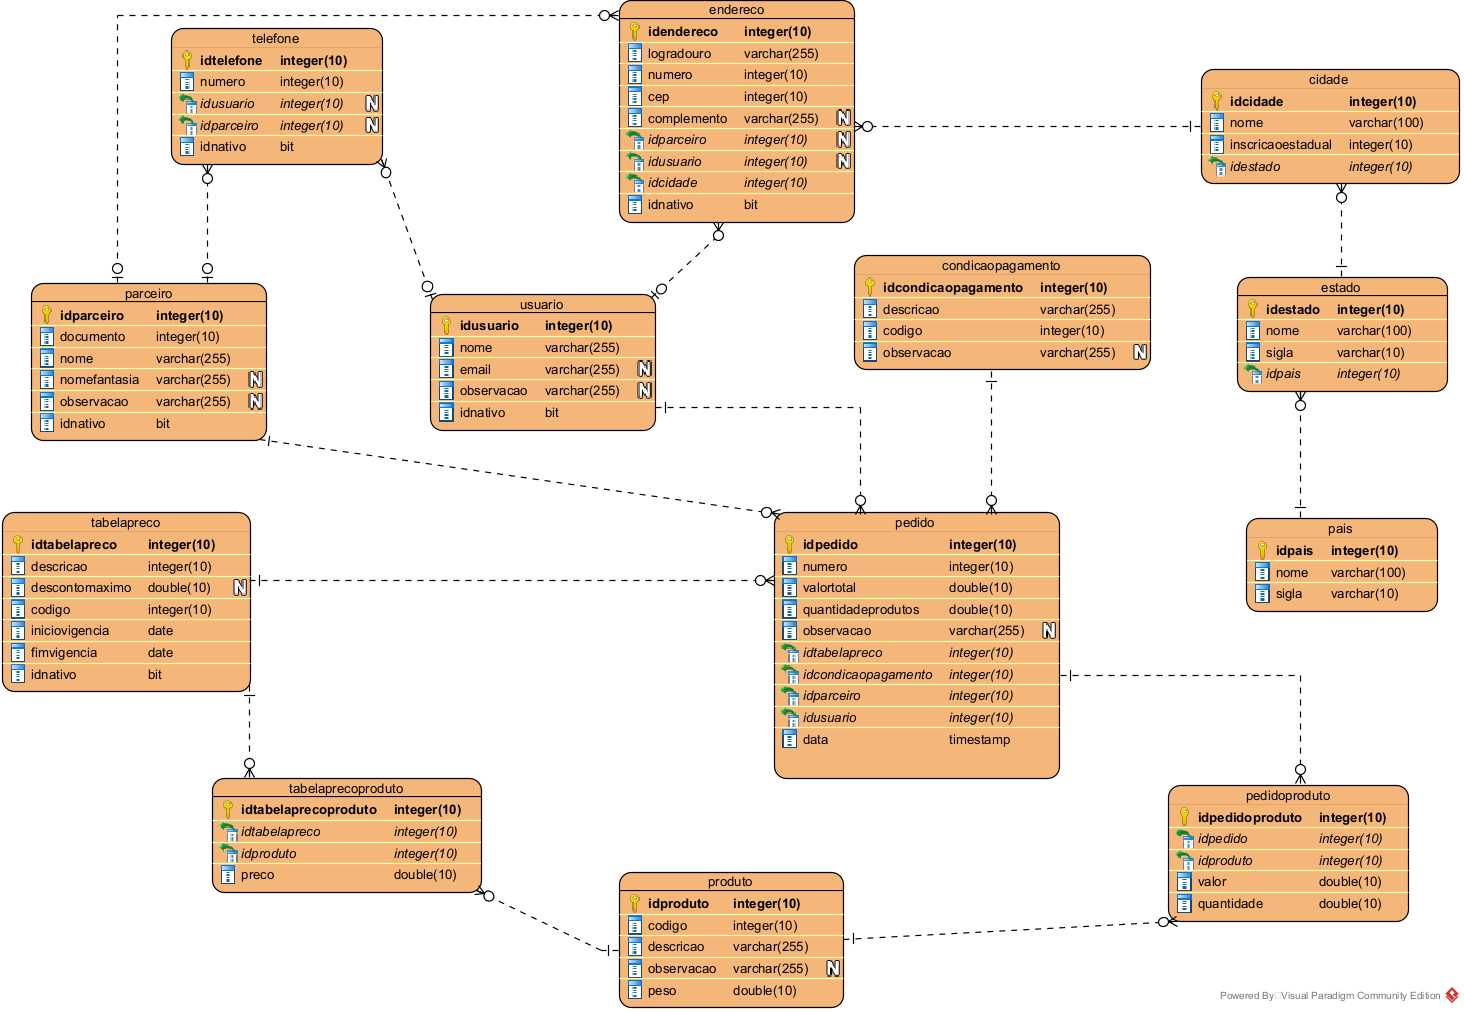 endereco
idendereco integer(10)
logradouro varchar(255)
numero integer(10)
cep integer(10)
complemento varchar(255) N
idparceiro integer(10) N
idusuario integer(10) N
idcidade integer(10)
idnativo bit
telefone
idtelefone integer(10)
numero integer(10)
idusuario integer(10) N
idparceiro integer(10) N
idnativo bit
cidade
idcidade integer(10)
nome varchar(100)
inscricaoestadual integer(10)
idestado integer(10)
condicaopagamento
idcondicaopagamento integer(10)
descricao varchar(255)
codigo integer(10)
observacao varchar(255) N
estado
idestado integer(10)
nome varchar(100)
sigla varchar(10)
idpais integer(10)
parceiro
idparceiro integer(10)
documento integer(10)
nome varchar(255)
nomefantasia varchar(255) N
observacao varchar(255) N
idnativo bit
usuario
idusuario integer(10)
nome varchar(255)
email varchar(255) N
observacao varchar(255) N
idnativo bit
tabelapreco
idtabelapreco integer(10)
descricao integer(10)
descontomaximo double(10) N
codigo integer(10)
iniciovigencia date
fimvigencia date
idnativo bit
pedido
idpedido integer(10)
numero integer(10)
valortotal double(10)
quantidadeprodutos double(10)
observacao varchar(255) N
idtabelapreco integer(10)
idcondicaopagamento integer(10)
idparceiro integer(10)
idusuario integer(10)
data timestamp
pais
idpais integer(10)
nome varchar(100)
sigla varchar(10)
tabelaprecoproduto
idtabelaprecoproduto integer(10)
idtabelapreco integer(10)
idproduto integer(10)
preco double(10)
pedidoproduto
idpedidoproduto integer(10)
idpedido integer(10)
idproduto integer(10)
valor double(10)
quantidade double(10)
produto
idproduto integer(10)
codigo integer(10)
descricao varchar(255)
observacao varchar(255) N
peso double(10)
Powered By Visual Paradigm Community Edition